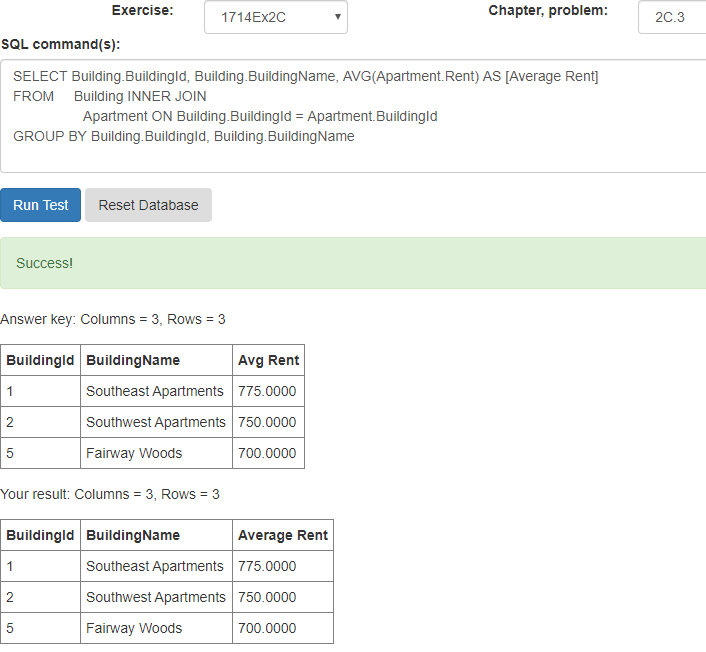 Exercise: 1714Ex2C Chapter, problem: 2C.3
SQL command(s):
SELECT Building.BuildingId, Building.BuildingName, AVG(Apartment.Rent) AS [Average Rent]
FROM Building INNER JOIN
Apartment ON Building.BuildingId = Apartment.BuildingId
GROUP BY Building.BuildingId, Building.BuildingName
Run Test Reset Database
Success!
Answer key: Columns = 3, Rows = 3
BuildingId BuildingName Avg Rent
1 Southeast Apartments 775.0000
2 Southwest Apartments 750.0000
5 Fairway Woods 700.0000
Your result: Columns = 3, Rows = 3
BuildingId BuildingName Average Rent
1 Southeast Apartments 775.0000
2 Southwest Apartments 750.0000
5 Fairway Woods 700.0000